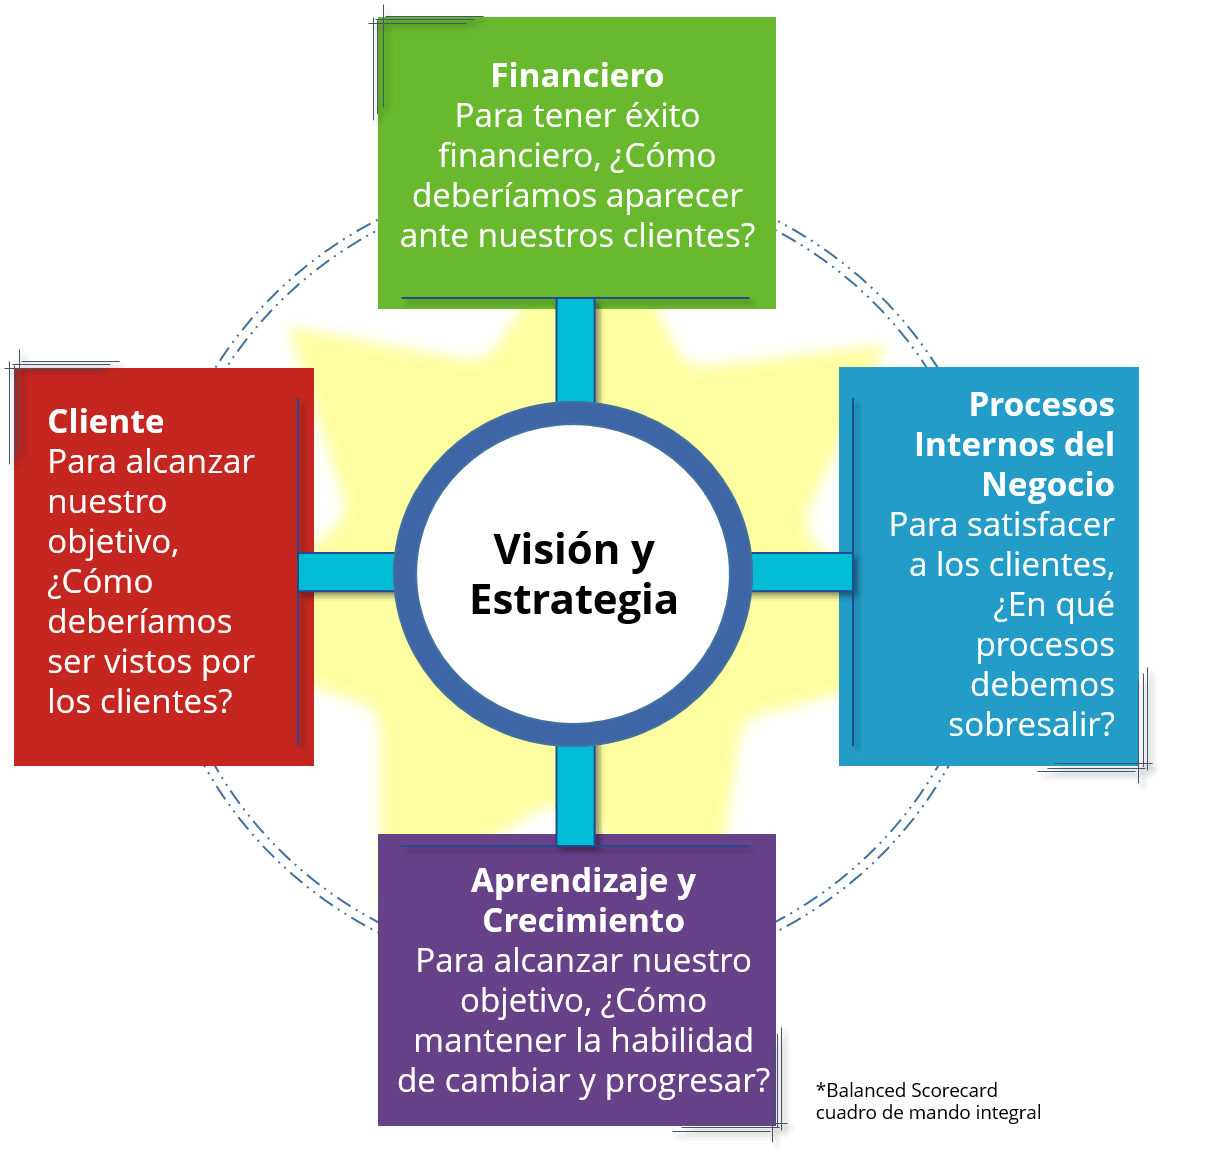 Financiero
Para tener éxito
financiero, ¿Cómo
deberíamos aparecer
ante nuestros clientes?
Cliente
Para alcanzar
nuestro
objetivo,
¿Cómo
deberíamos
ser vistos por
los clientes?
Visión y
Estrategia
Procesos
Internos del
Negocio
Para satisfacer
a los clientes,
¿En qué
procesos
debemos
sobresalir?
Aprendizaje y
Crecimiento
Para alcanzar nuestro
objetivo, ¿Cómo
mantener la habilidad
de cambiar y progresar?
*Balanced Scorecard
cuadro de mando integral